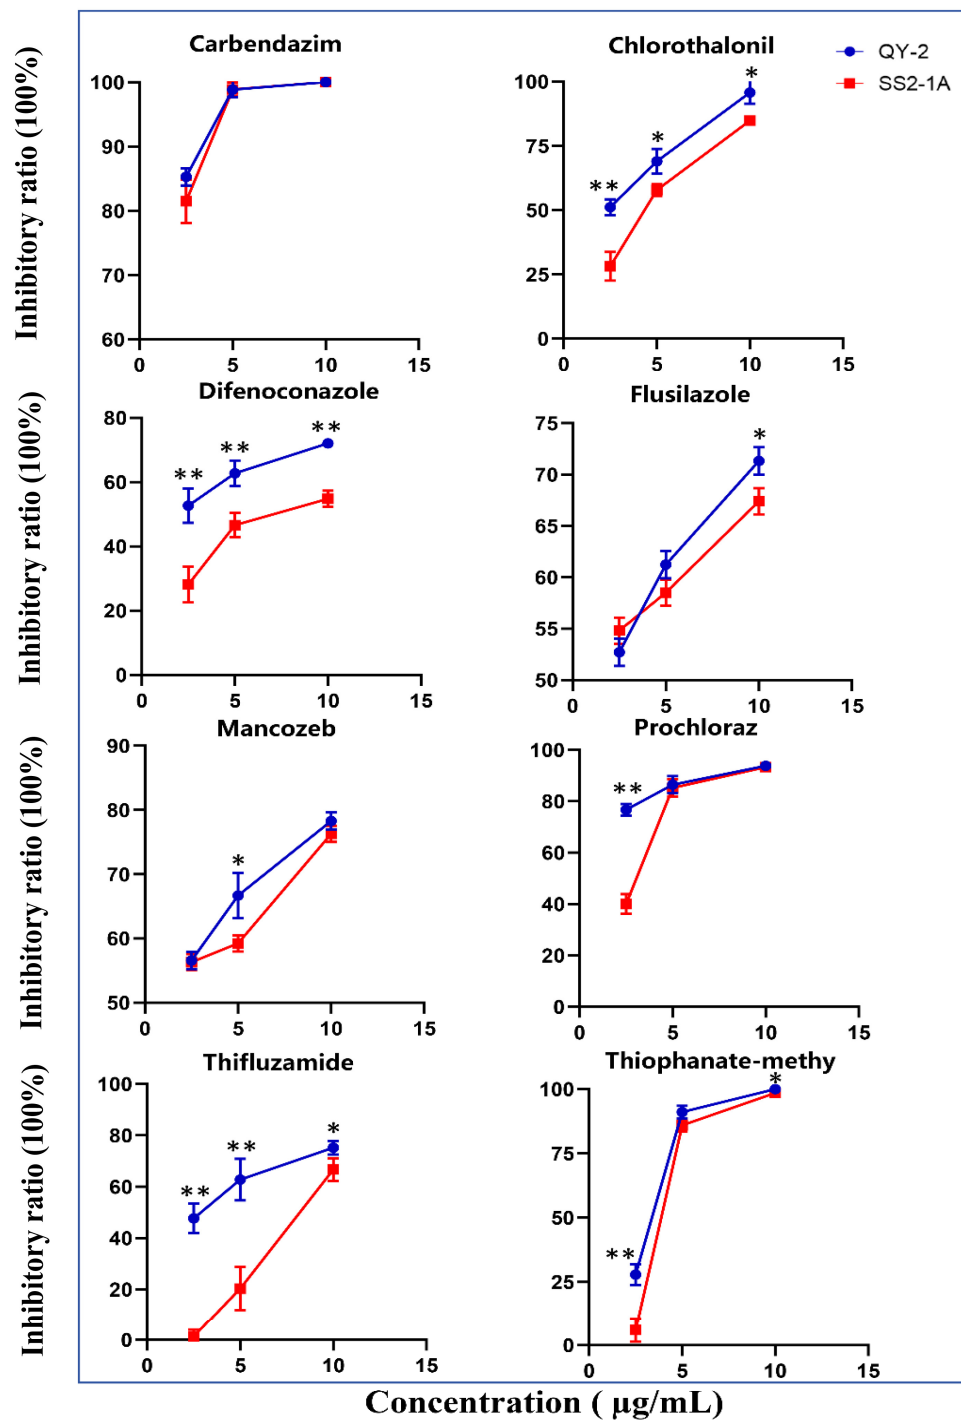 Carbendazim
Inhibitory ratio (100%)
100
90
80
70
60
0 5 10 15
Chlorothalonil
QY-2
SS2-1A
100
75
50
25
0
** * *
0 5 10 15
Difenoconazole
Inhibitory ratio (100%)
80
60
40
20
0
** ** **
0 5 10 15
Flusilazole
75
70
65
60
55
50
*
0 5 10 15
Mancozeb
Inhibitory ratio (100%)
90
80
70
60
50
*
0 5 10 15
Prochloraz
100
80
60
40
20
0
**
0 5 10 15
Thifluzamide
Inhibitory ratio (100%)
100
80
60
40
20
0
** ** *
0 5 10 15
Thiophanate-methy
100
75
50
25
0
** *
0 5 10 15
Concentration ( μg/mL)